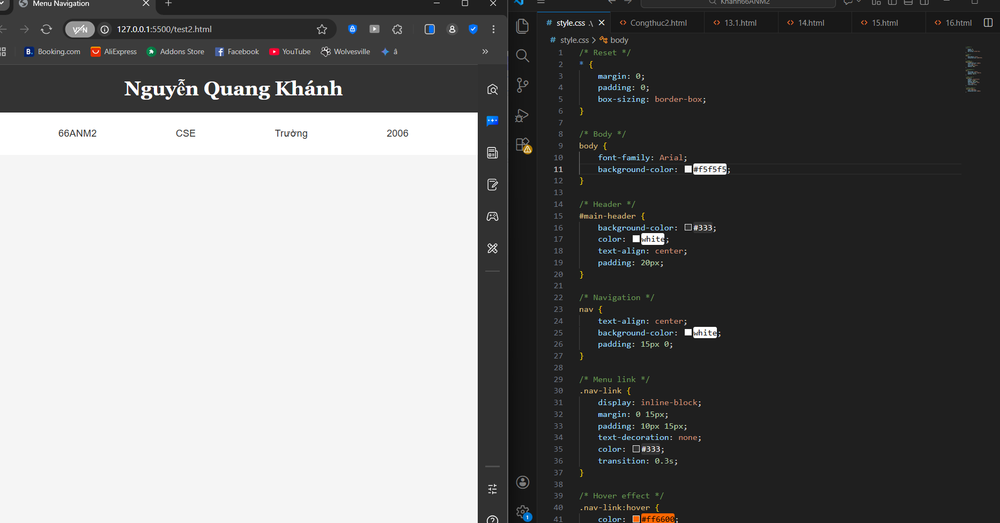 Menu Navigation
Khanh66ANM2
127.0.0.1:5500/test2.html
Booking.com
AliExpress
Addons Store
Facebook
YouTube
Wolvesville
â
Nguyễn Quang Khánh
66ANM2
CSE
Trường
2006
# style.css .\
<> Congthuc2.html
<> 13.1.html
<> 14.html
<> 15.html
<> 16.html
# style.css > body
1 /* Reset */
2 * {
3 margin: 0;
4 padding: 0;
5 box-sizing: border-box;
6 }
7
8 /* Body */
9 body {
10 font-family: Arial;
11 background-color: #f5f5f5;
12 }
13
14 /* Header */
15 #main-header {
16 background-color: #333;
17 color: white;
18 text-align: center;
19 padding: 20px;
20 }
21
22 /* Navigation */
23 nav {
24 text-align: center;
25 background-color: white;
26 padding: 15px 0;
27 }
28
29 /* Menu link */
30 .nav-link {
31 display: inline-block;
32 margin: 0 15px;
33 padding: 10px 15px;
34 text-decoration: none;
35 color: #333;
36 transition: 0.3s;
37 }
38
39 /* Hover effect */
40 .nav-link:hover {
41 color: #ff6600;
1